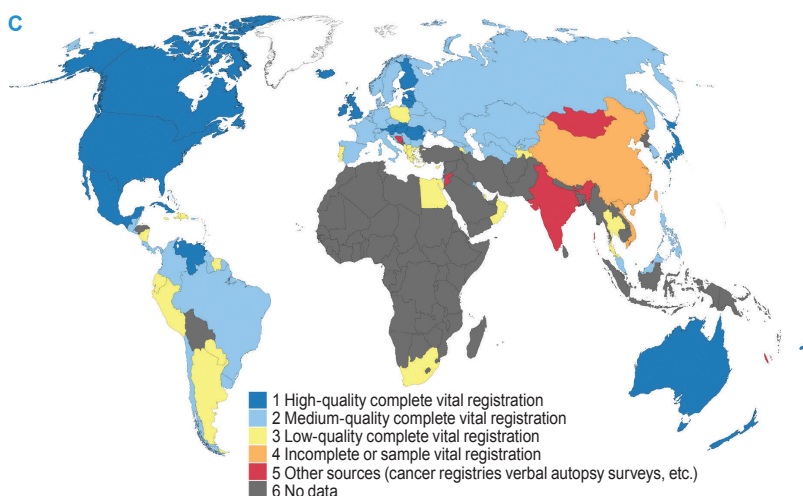 C
1 High-quality complete vital registration
2 Medium-quality complete vital registration
3 Low-quality complete vital registration
4 Incomplete or sample vital registration
5 Other sources (cancer registries verbal autopsy surveys, etc.)
6 No data